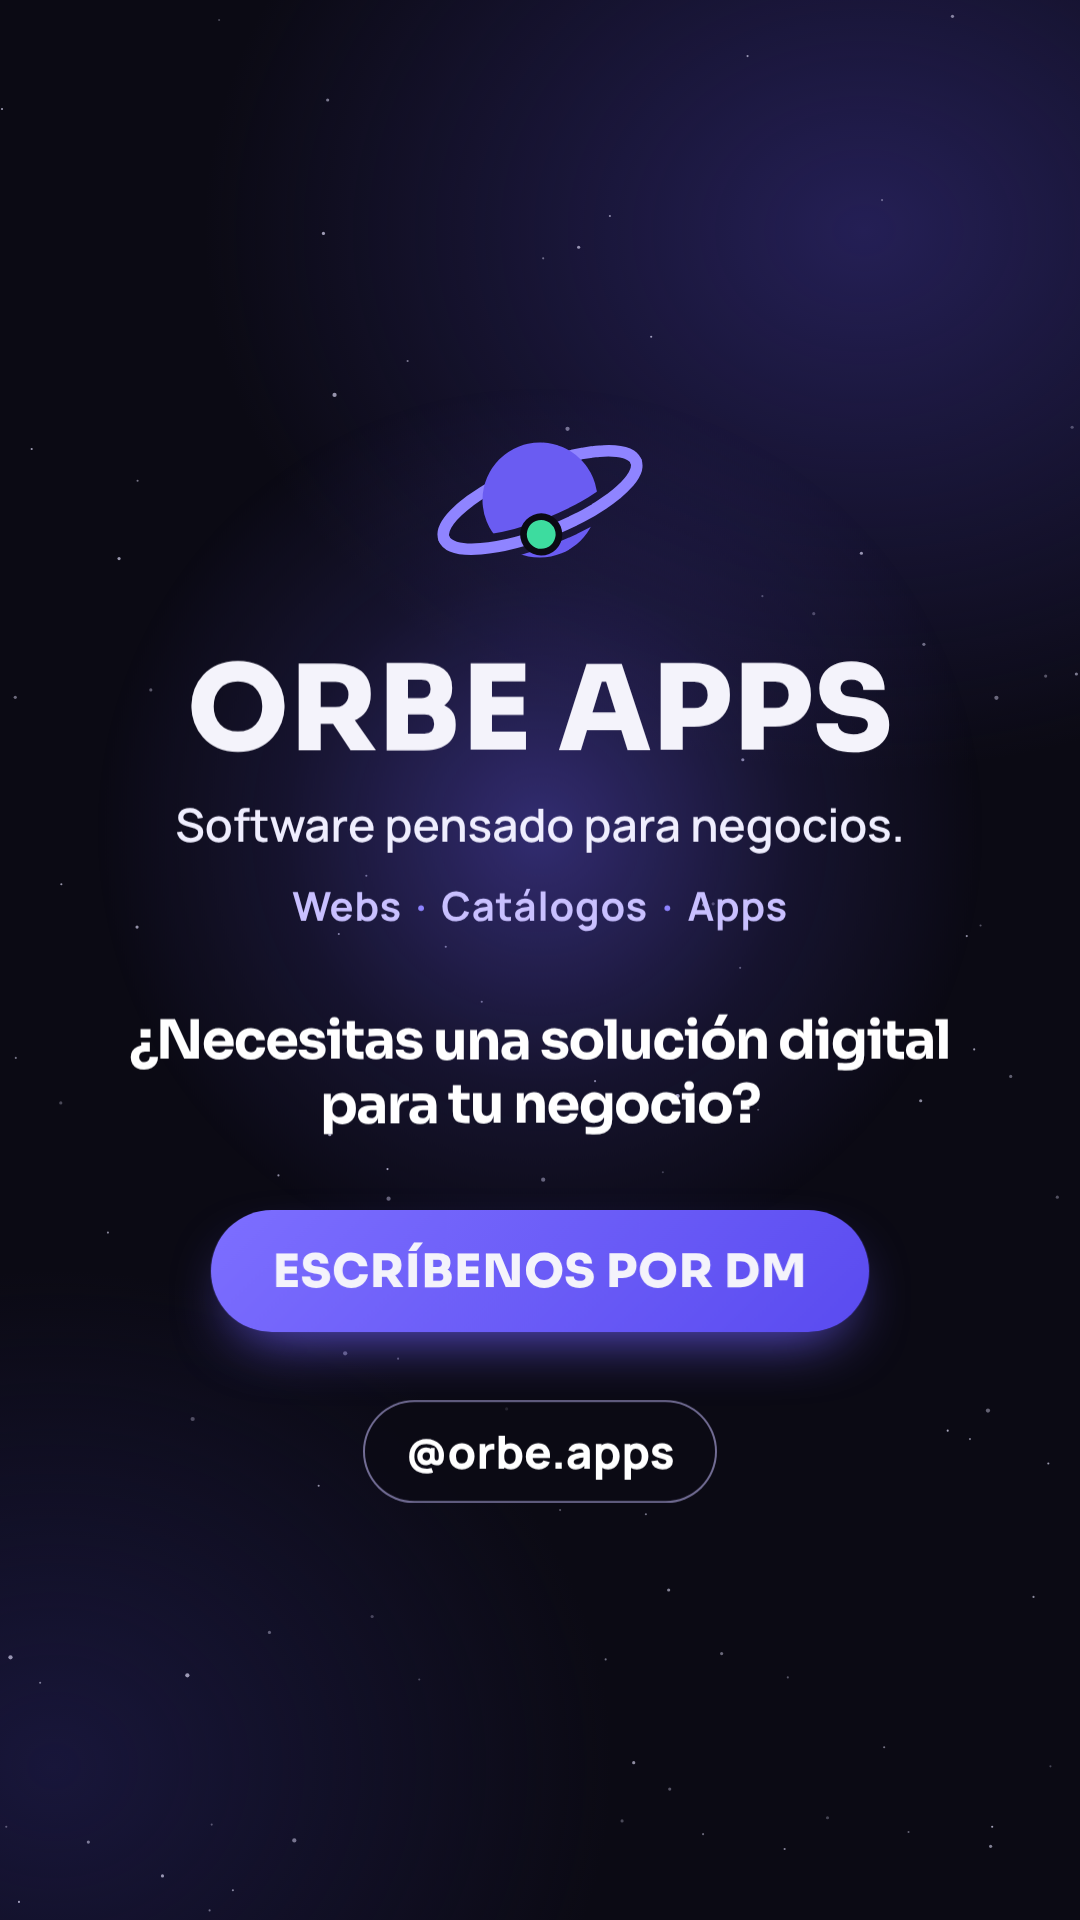 ORBE APPS
Software pensado para negocios.
Webs · Catálogos · Apps
¿Necesitas una solución digital
para tu negocio?
ESCRÍBENOS POR DM
@orbe.apps